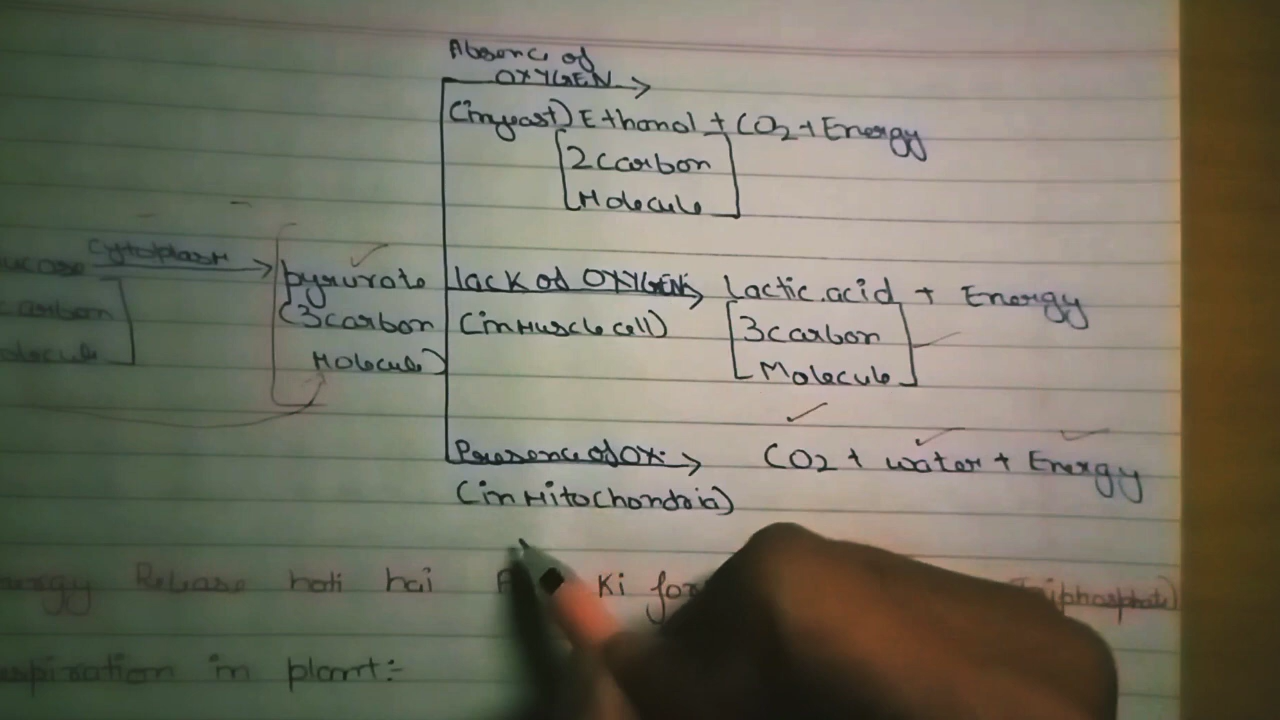 Absence of
OXYGEN
(in yeast) Ethanol + CO2 + Energy
[2 carbon
Molecule]
Cytoplasm
pyruvate
(3 carbon
Molecule)
lack of OXYGEN
(in Muscle cell)
Lactic acid + Energy
[3 carbon
Molecule]
Presence of OX.
(in Mitochondria)
CO2 + water + Energy
Release hoti hai Ki
in plant:-